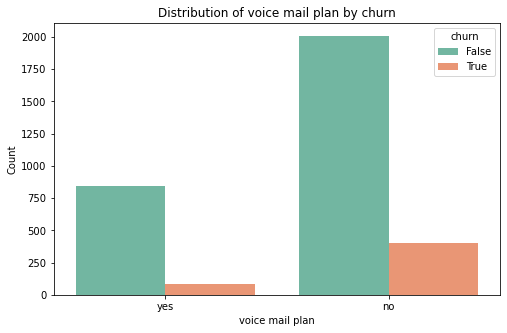 Distribution of voice mail plan by churn
churn
False
True
2000
1750
1500
1250
1000
750
500
250
0
Count
yes
no
voice mail plan